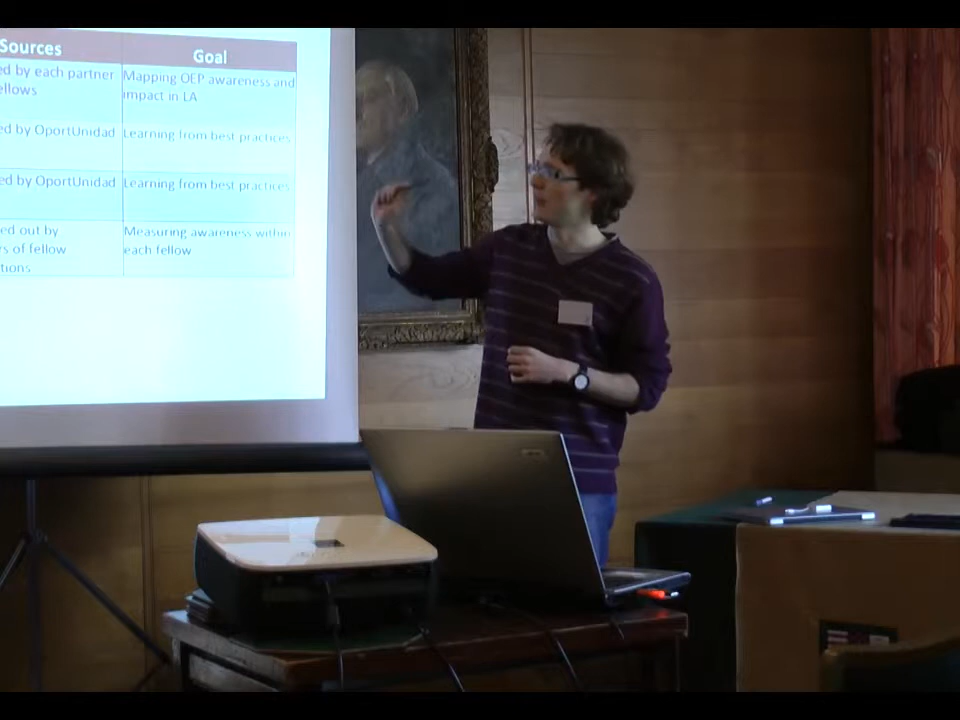 Sources
Goal
ed by each partner
ellows
Mapping OEP awareness and
impact in LA
ed by OportUnidad
Learning from best practices
ed by OportUnidad
Learning from best practices
ed out by
s of fellow
tions
Measuring awareness within
each fellow